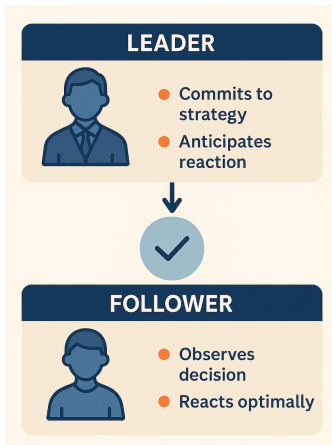 LEADER
Commits to
strategy
Anticipates
reaction
FOLLOWER
Observes
decision
Reacts optimally